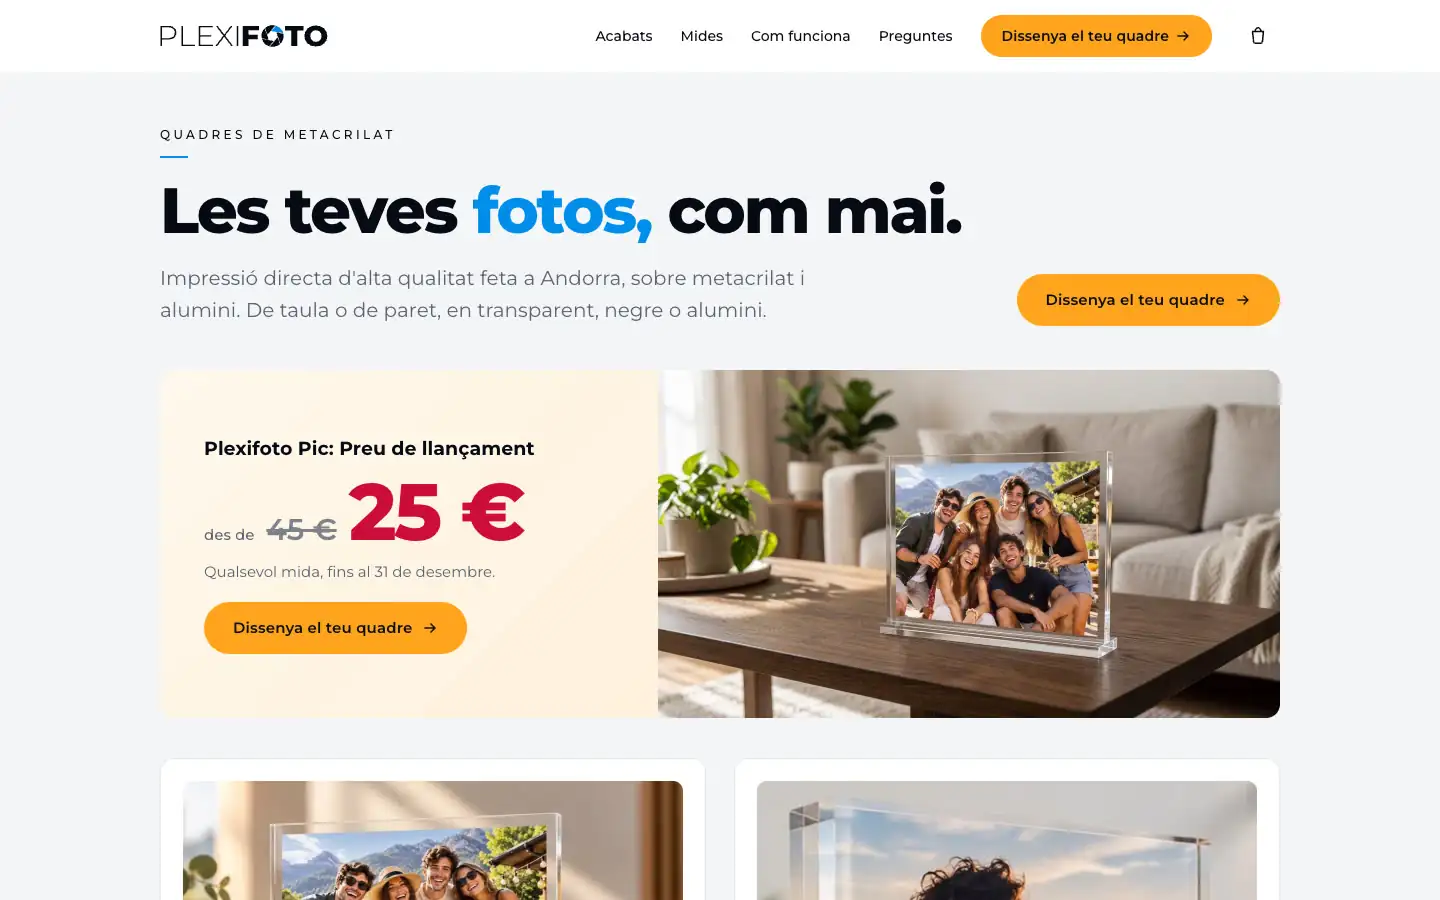 PLEXIFOTO
Acabats
Mides
Com funciona
Preguntes
Dissenya el teu quadre →
QUADRES DE METACRILAT
Les teves fotos, com mai.
Impressió directa d'alta qualitat feta a Andorra, sobre metacrilat i
alumini. De taula o de paret, en transparent, negre o alumini.
Dissenya el teu quadre →
Plexifoto Pic: Preu de llançament
des de 45 € 25 €
Qualsevol mida, fins al 31 de desembre.
Dissenya el teu quadre →